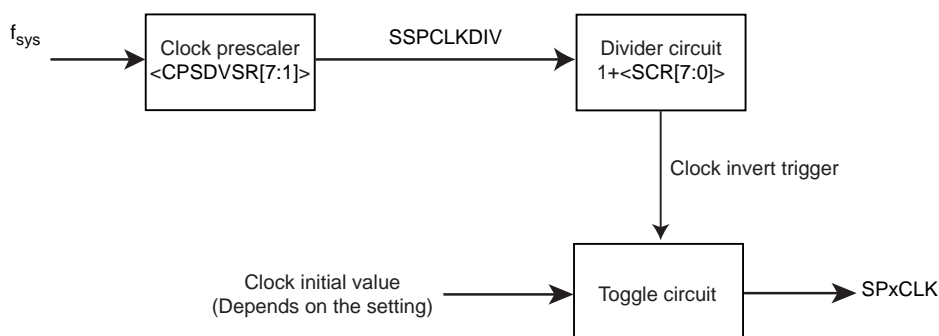 f_sys
Clock prescaler
<CPSDVSR[7:1]>
SSPCLKDIV
Divider circuit
1+<SCR[7:0]>
Clock invert trigger
Clock initial value
(Depends on the setting)
Toggle circuit
SPxCLK